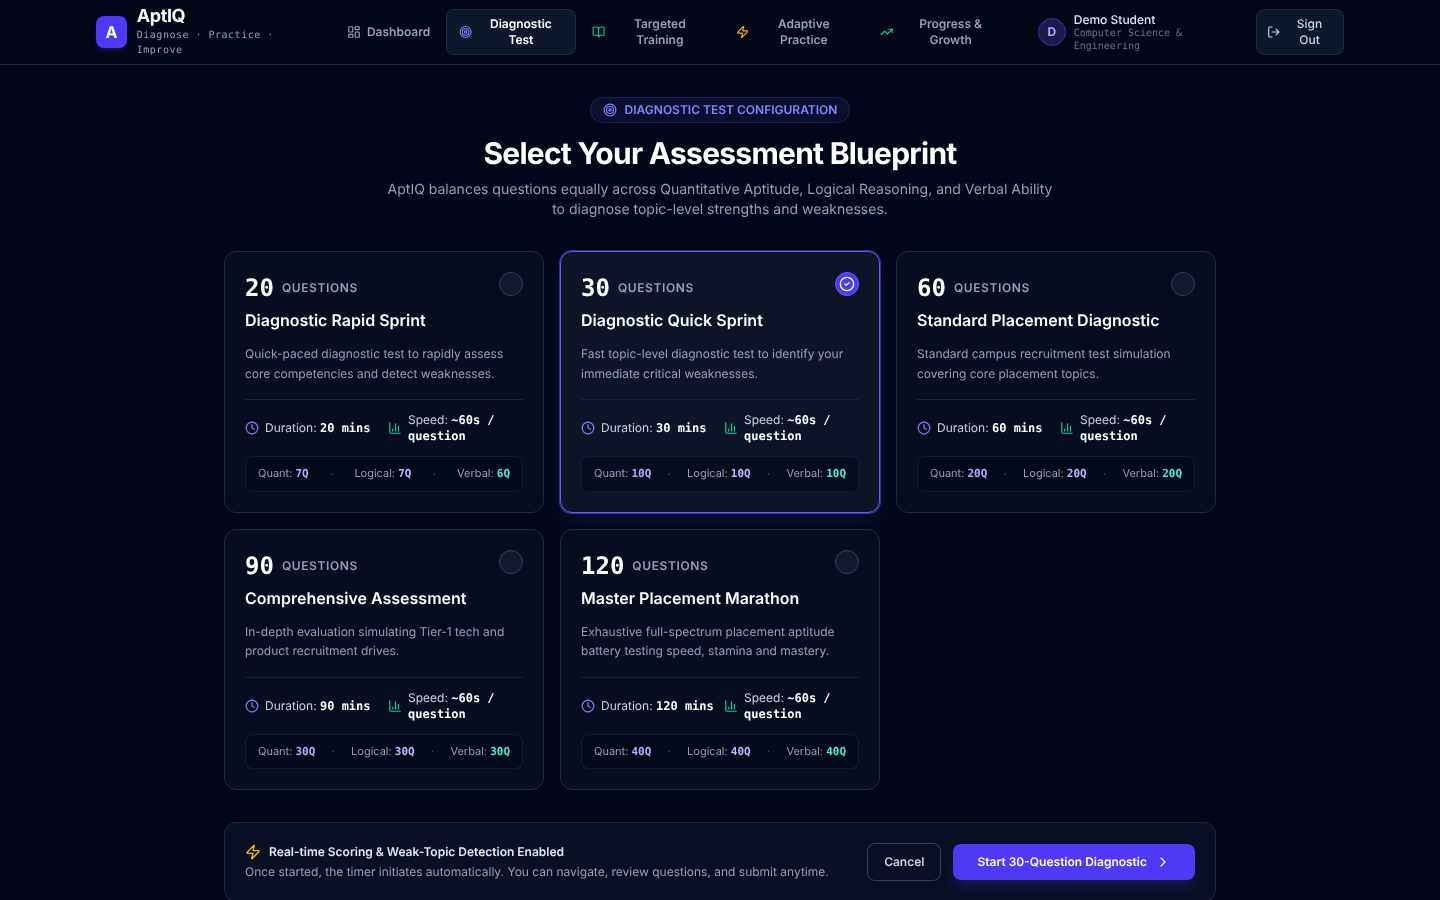 A
AptIQ
Diagnose · Practice ·
Improve
Dashboard
Diagnostic
Test
Targeted
Training
Adaptive
Practice
Progress &
Growth
D
Demo Student
Computer Science &
Engineering
Sign
Out
DIAGNOSTIC TEST CONFIGURATION
Select Your Assessment Blueprint
AptIQ balances questions equally across Quantitative Aptitude, Logical Reasoning, and Verbal Ability
to diagnose topic-level strengths and weaknesses.
20 QUESTIONS
Diagnostic Rapid Sprint
Quick-paced diagnostic test to rapidly assess
core competencies and detect weaknesses.
Duration: 20 mins
Speed: ~60s /
question
Quant: 7Q · Logical: 7Q · Verbal: 6Q
30 QUESTIONS
Diagnostic Quick Sprint
Fast topic-level diagnostic test to identify your
immediate critical weaknesses.
Duration: 30 mins
Speed: ~60s /
question
Quant: 10Q · Logical: 10Q · Verbal: 10Q
60 QUESTIONS
Standard Placement Diagnostic
Standard campus recruitment test simulation
covering core placement topics.
Duration: 60 mins
Speed: ~60s /
question
Quant: 20Q · Logical: 20Q · Verbal: 20Q
90 QUESTIONS
Comprehensive Assessment
In-depth evaluation simulating Tier-1 tech and
product recruitment drives.
Duration: 90 mins
Speed: ~60s /
question
Quant: 30Q · Logical: 30Q · Verbal: 30Q
120 QUESTIONS
Master Placement Marathon
Exhaustive full-spectrum placement aptitude
battery testing speed, stamina and mastery.
Duration: 120 mins
Speed: ~60s /
question
Quant: 40Q · Logical: 40Q · Verbal: 40Q
Real-time Scoring & Weak-Topic Detection Enabled
Once started, the timer initiates automatically. You can navigate, review questions, and submit anytime.
Cancel
Start 30-Question Diagnostic